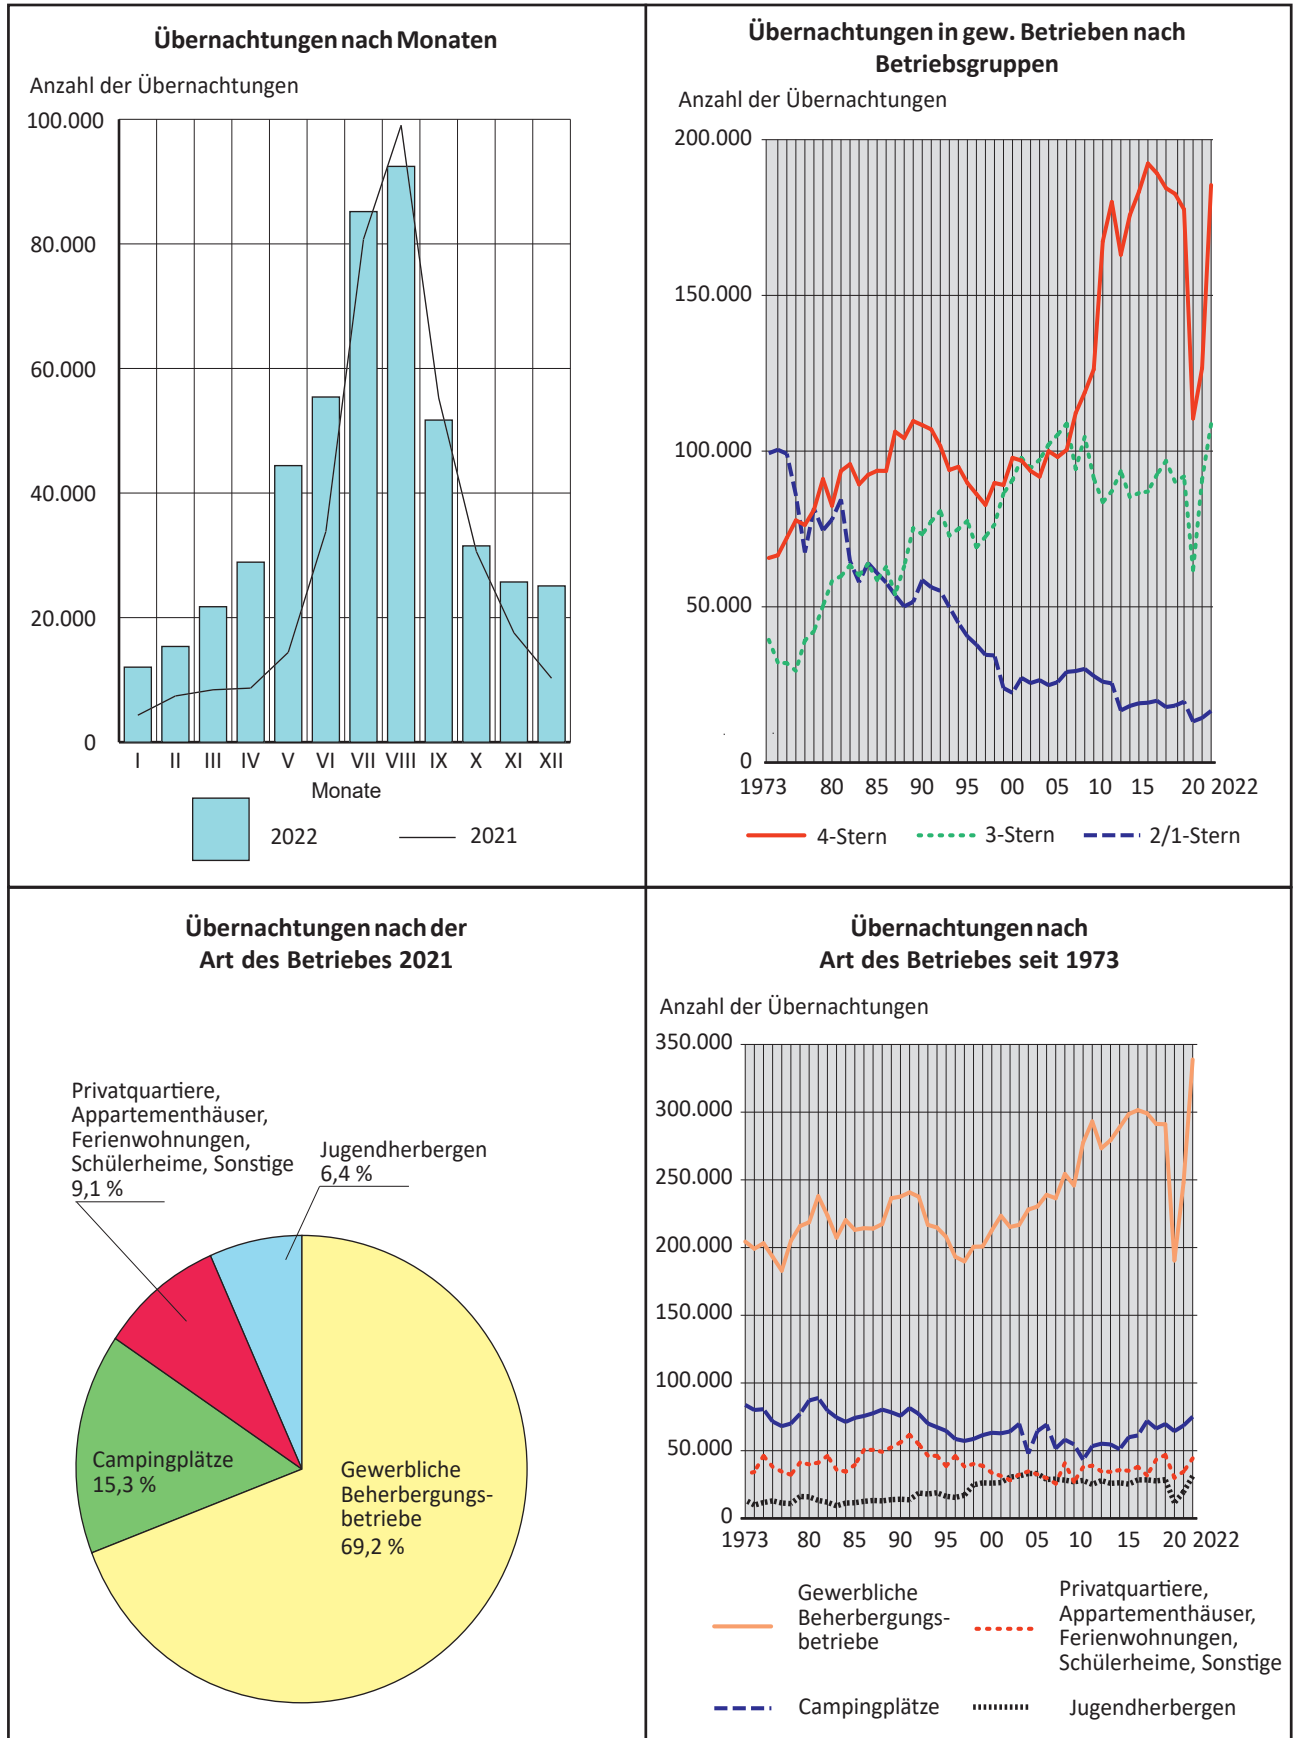 Übernachtungen nach Monaten
Anzahl der Übernachtungen
100.000
80.000
60.000
40.000
20.000
0
I II III IV V VI VII VIII IX X XI XII
Monate
2022 2021
Übernachtungen in gew. Betrieben nach
Betriebsgruppen
Anzahl der Übernachtungen
200.000
150.000
100.000
50.000
0
1973 80 85 90 95 00 05 10 15 20 2022
4-Stern 3-Stern 2/1-Stern
Übernachtungen nach der
Art des Betriebes 2021
Privatquartiere,
Appartementhäuser,
Ferienwohnungen,
Schülerheime, Sonstige
9,1 %
Jugendherbergen
6,4 %
Campingplätze
15,3 %
Gewerbliche
Beherbergungs-
betriebe
69,2 %
Übernachtungen nach
Art des Betriebes seit 1973
Anzahl der Übernachtungen
350.000
300.000
250.000
200.000
150.000
100.000
50.000
0
1973 80 85 90 95 00 05 10 15 20 2022
Gewerbliche
Beherbergungs-
betriebe
Privatquartiere,
Appartementhäuser,
Ferienwohnungen,
Schülerheime, Sonstige
Campingplätze
Jugendherbergen